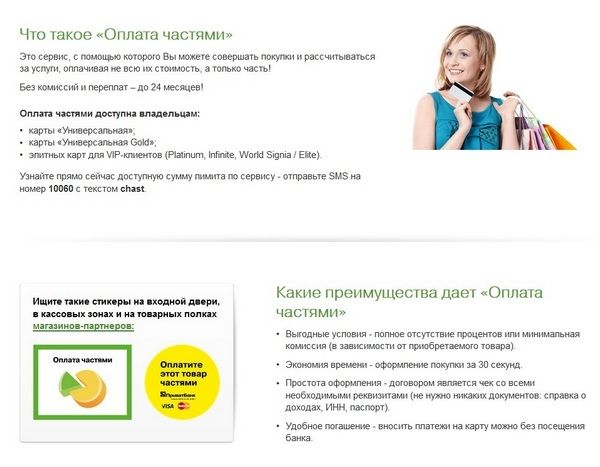 Что такое «Оплата частями»
Это сервис, с помощью которого Вы можете совершать покупки и рассчитываться
за услуги, оплачивая не всю их стоимость, а только часть!
Без комиссий и переплат – до 24 месяцев!
Оплата частями доступна владельцам:
• карты «Универсальная»;
• карты «Универсальная Gold»;
• элитных карт для VIP-клиентов (Platinum, Infinite, World Signia / Elite).
Узнайте прямо сейчас доступную сумму лимита по сервису - отправьте SMS на
номер 10060 с текстом chast.
Ищите такие стикеры на входной двери,
в кассовых зонах и на товарных полках
магазинов-партнеров:
Оплата частями
Оплатите
этот товар
частями
ПриватБанк
VISA MasterCard
Какие преимущества дает «Оплата
частями»
• Выгодные условия - полное отсутствие процентов или минимальная
комиссия (в зависимости от приобретаемого товара).
• Экономия времени - оформление покупки за 30 секунд.
• Простота оформления - договором является чек со всеми
необходимыми реквизитами (не нужно никаких документов: справка о
доходах, ИНН, паспорт).
• Удобное погашение - вносить платежи на карту можно без посещения
банка.